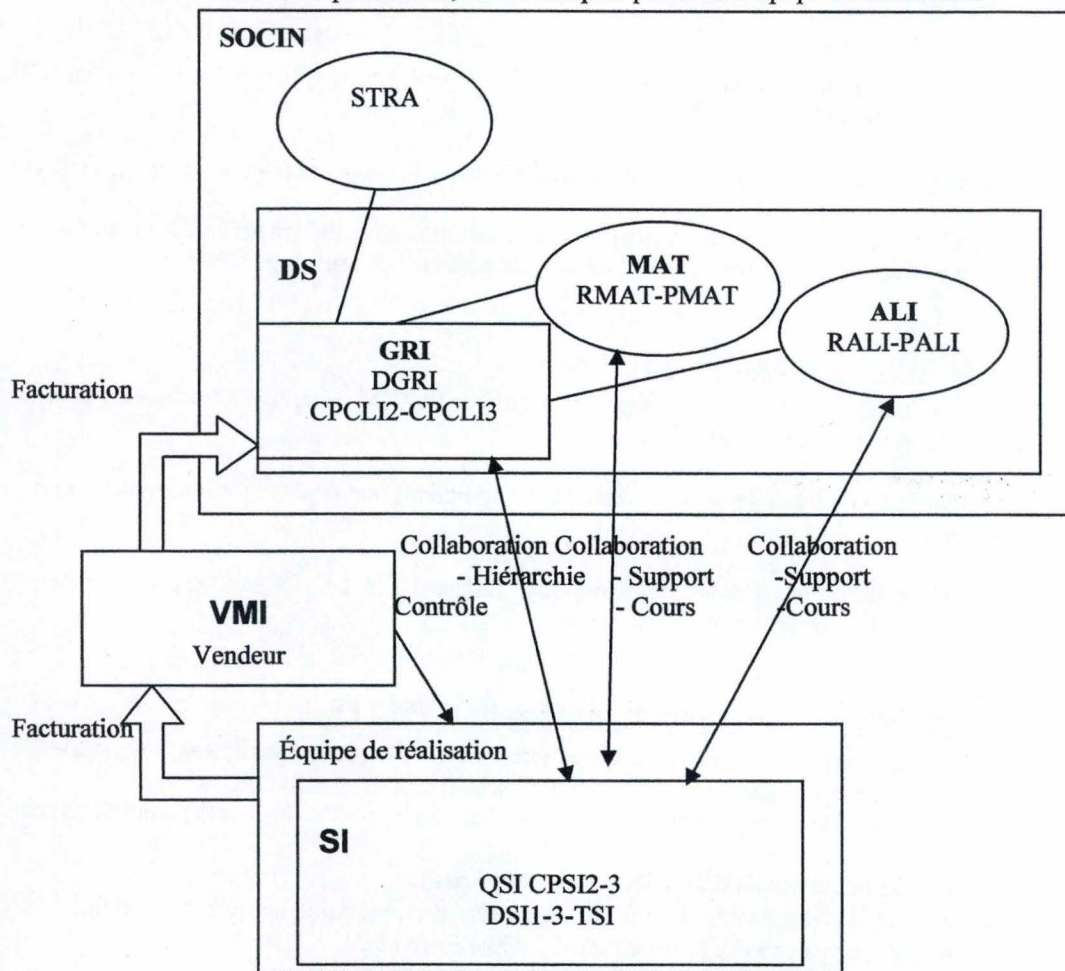 SOCIN
STRA
DS
MAT
RMAT-PMAT
ALI
RALI-PALI
GRI
DGRI
CPCLI2-CPCLI3
Facturation
Collaboration
- Hiérarchie
Contrôle
Collaboration
- Support
- Cours
Collaboration
-Support
-Cours
VMI
Vendeur
Facturation
Équipe de réalisation
SI
QSI CPSI2-3
DSI1-3-TSI